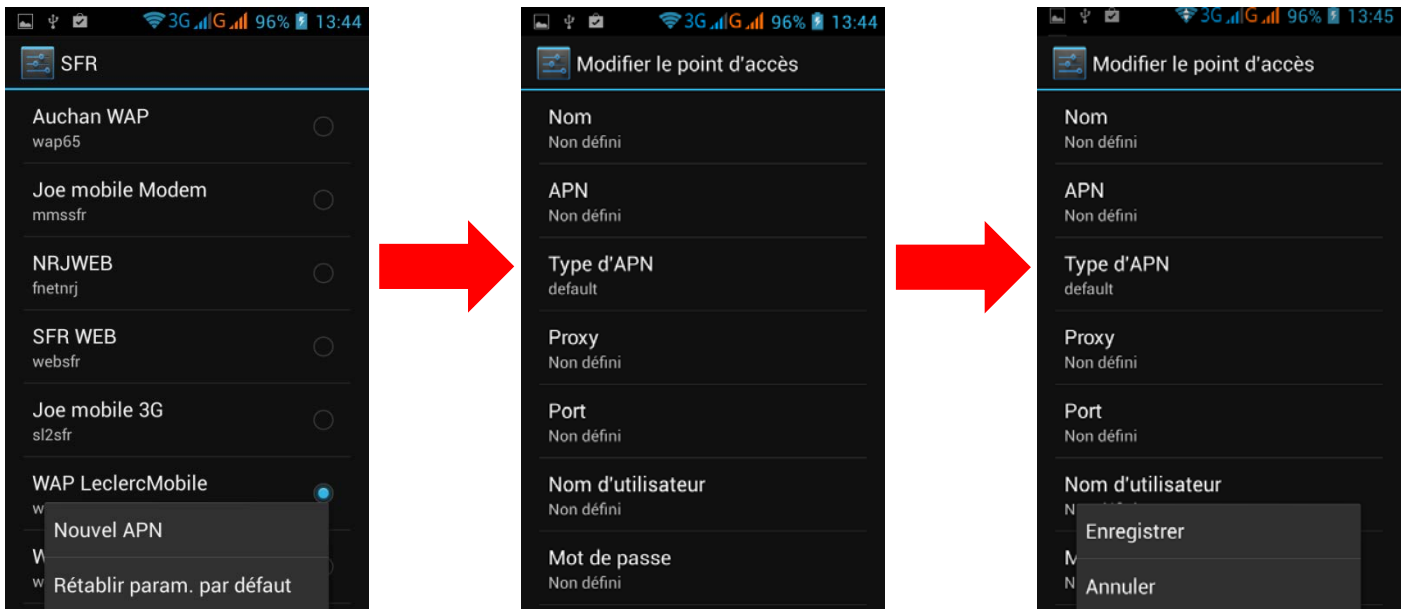 3G G 96% 13:44
SFR
Auchan WAP
wap65
Joe mobile Modem
mmssfr
NRJWEB
fnetnrj
SFR WEB
websfr
Joe mobile 3G
sl2sfr
WAP LeclercMobile
w
Nouvel APN
W
w
Rétablir param. par défaut
3G G 96% 13:44
Modifier le point d'accès
Nom
Non défini
APN
Non défini
Type d'APN
default
Proxy
Non défini
Port
Non défini
Nom d'utilisateur
Non défini
Mot de passe
Non défini
3G G 96% 13:45
Modifier le point d'accès
Nom
Non défini
APN
Non défini
Type d'APN
default
Proxy
Non défini
Port
Non défini
Nom d'utilisateur
N
Enregistrer
M
N
Annuler